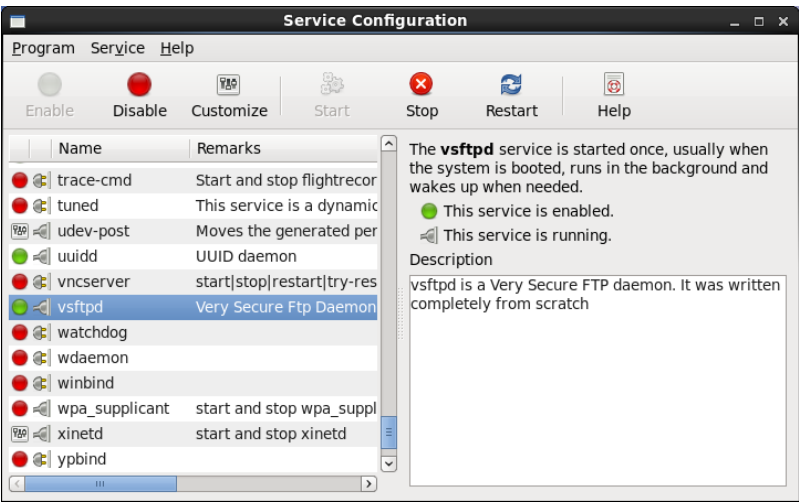 Service Configuration
Program Service Help
Enable Disable Customize Start Stop Restart Help
Name Remarks
trace-cmd Start and stop flightrecor
tuned This service is a dynamic
udev-post Moves the generated per
uuidd UUID daemon
vncserver start|stop|restart|try-res
vsftpd Very Secure Ftp Daemon
watchdog
wdaemon
winbind
wpa_supplicant start and stop wpa_suppl
xinetd start and stop xinetd
ypbind
The vsftpd service is started once, usually when
the system is booted, runs in the background and
wakes up when needed.
This service is enabled.
This service is running.
Description
vsftpd is a Very Secure FTP daemon. It was written
completely from scratch